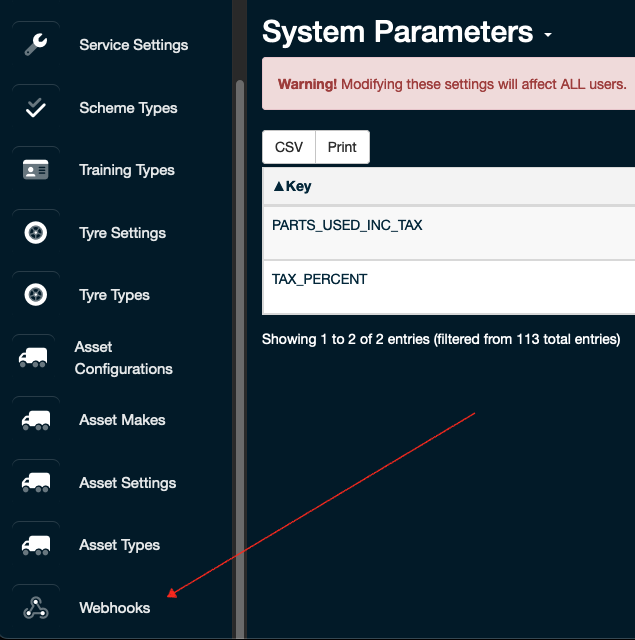 Service Settings
Scheme Types
Training Types
Tyre Settings
Tyre Types
Asset
Configurations
Asset Makes
Asset Settings
Asset Types
Webhooks
System Parameters
Warning! Modifying these settings will affect ALL users.
CSV Print
▲Key
PARTS_USED_INC_TAX
TAX_PERCENT
Showing 1 to 2 of 2 entries (filtered from 113 total entries)